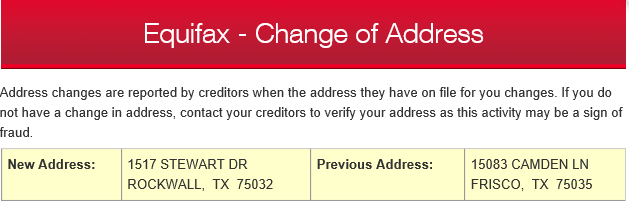 Equifax - Change of Address
Address changes are reported by creditors when the address they have on file for you changes. If you do
not have a change in address, contact your creditors to verify your address as this activity may be a sign of
fraud.
New Address: 1517 STEWART DR Previous Address: 15083 CAMDEN LN
ROCKWALL, TX 75032 FRISCO, TX 75035